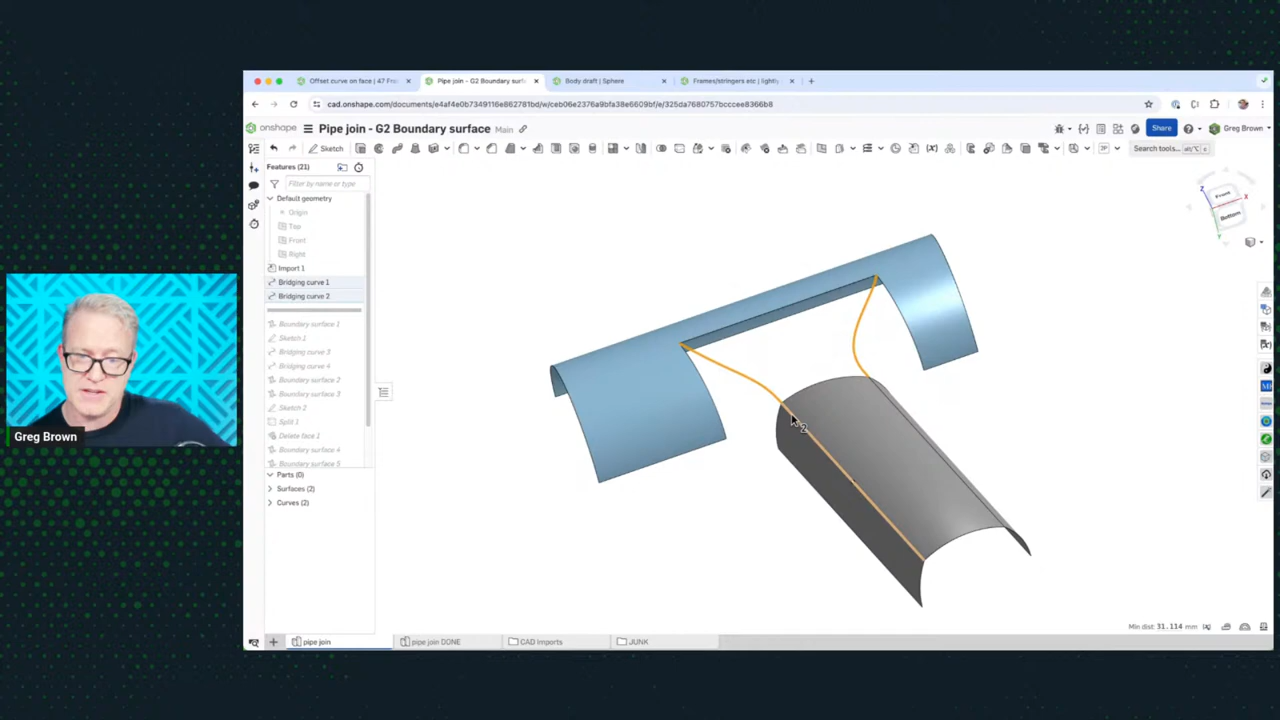 Offset curve on face | 47 Fr
Pipe join - G2 Boundary surf
Body draft | Sphere
Frames/stringers etc | lightly
cad.onshape.com/documents/e4af4e0b7349116e862781bd/w/ceb06e2376a9bfa38e6609bf/e/325da7680757bcccee8366b8
onshape
Pipe join - G2 Boundary surface Main
Share
Greg Brown
Sketch
Search tools...
Features (21)
Filter by name or type
Default geometry
Origin
Top
Front
Right
Import 1
Bridging curve 1
Bridging curve 2
Boundary surface 1
Sketch 1
Bridging curve 3
Bridging curve 4
Boundary surface 2
Boundary surface 3
Sketch 2
Split 1
Delete face 1
Boundary surface 4
Boundary surface 5
Parts (0)
Surfaces (2)
Curves (2)
Z
Front
X
Bottom
Y
2
Min dist: 31.114 mm
pipe join
pipe join DONE
CAD Imports
JUNK
Greg Brown